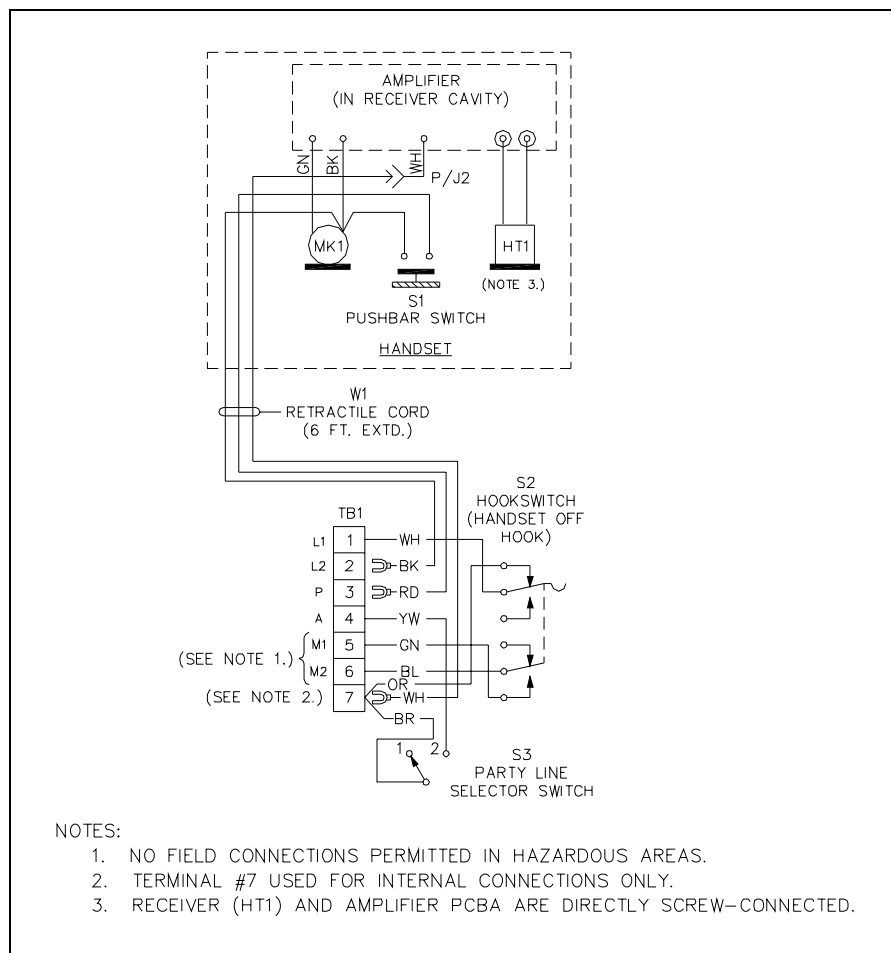 AMPLIFIER
(IN RECEIVER CAVITY)
GN
BK
WH
P/J2
MK1
HT1
(NOTE 3.)
S1
PUSHBAR SWITCH
HANDSET
W1
RETRACTILE CORD
(6 FT. EXTD.)
S2
HOOKSWITCH
(HANDSET OFF
HOOK)
TB1
L1 1 WH
L2 2 BK
P 3 RD
A 4 YW
M1 5 GN
(SEE NOTE 1.)
M2 6 BL
OR
(SEE NOTE 2.) 7 WH
BR
1 2
S3
PARTY LINE
SELECTOR SWITCH
NOTES:
1. NO FIELD CONNECTIONS PERMITTED IN HAZARDOUS AREAS.
2. TERMINAL #7 USED FOR INTERNAL CONNECTIONS ONLY.
3. RECEIVER (HT1) AND AMPLIFIER PCBA ARE DIRECTLY SCREW-CONNECTED.